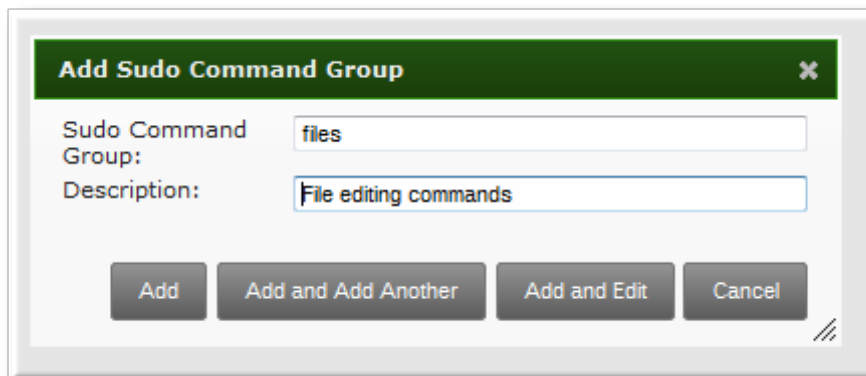 Add Sudo Command Group
Sudo Command
Group:
files
Description:
File editing commands
Add
Add and Add Another
Add and Edit
Cancel